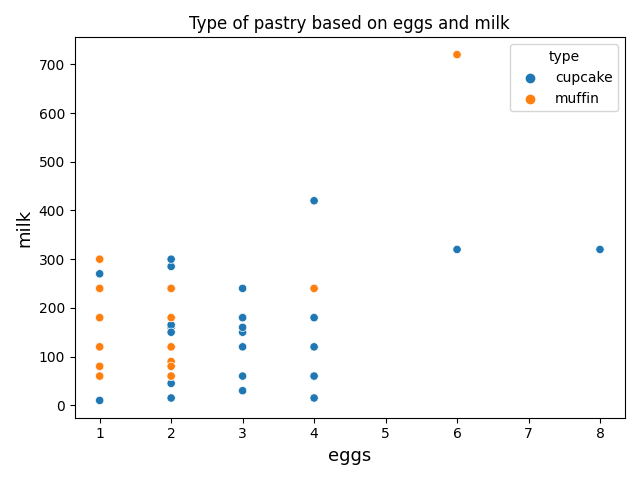 Type of pastry based on eggs and milk
type
cupcake
muffin
700
600
500
400
300
200
100
0
milk
1 2 3 4 5 6 7 8
eggs